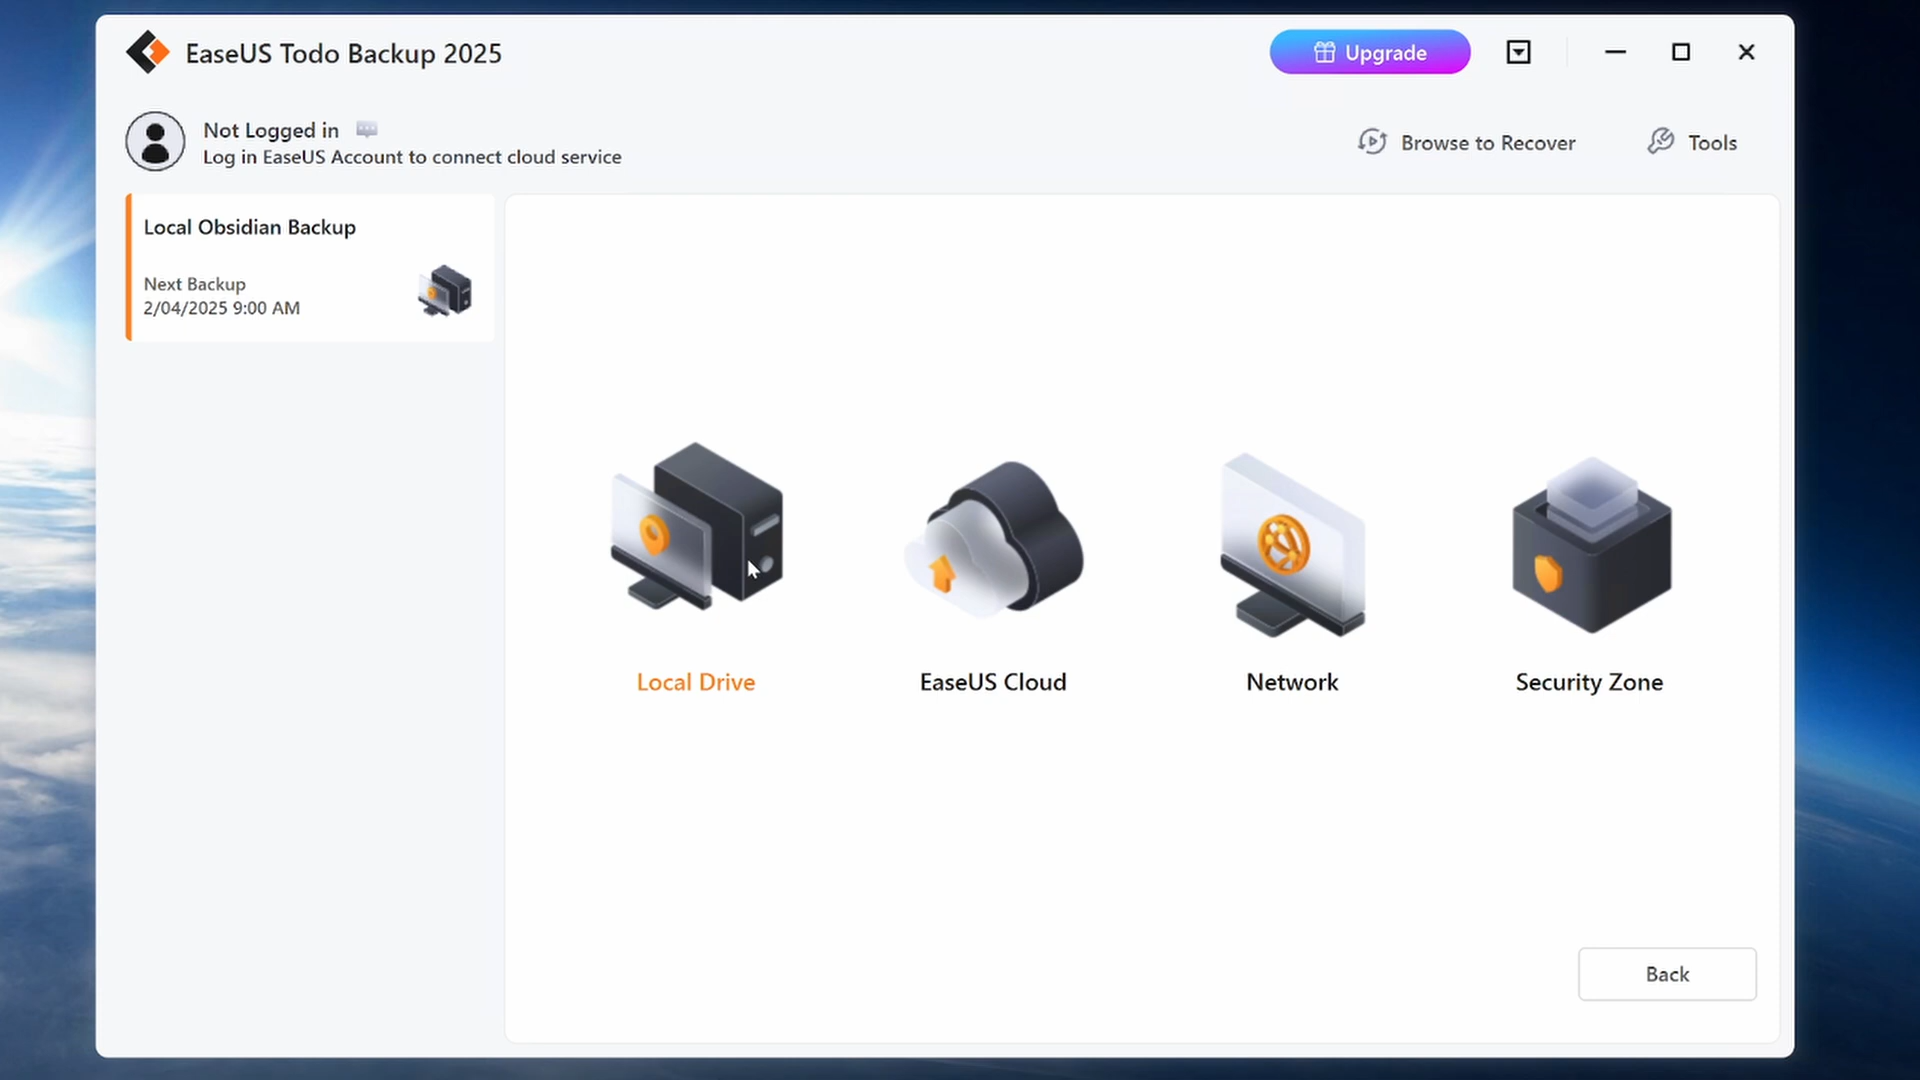 EaseUS Todo Backup 2025
Upgrade
Not Logged in
Log in EaseUS Account to connect cloud service
Browse to Recover
Tools
Local Obsidian Backup
Next Backup
2/04/2025 9:00 AM
Local Drive
EaseUS Cloud
Network
Security Zone
Back